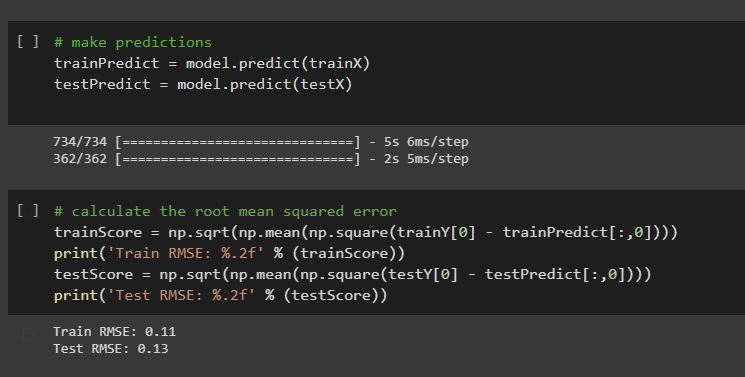 [ ] # make predictions
trainPredict = model.predict(trainX)
testPredict = model.predict(testX)
734/734 [==============================] - 5s 6ms/step
362/362 [==============================] - 2s 5ms/step
[ ] # calculate the root mean squared error
trainScore = np.sqrt(np.mean(np.square(trainY[0] - trainPredict[:,0])))
print('Train RMSE: %.2f' % (trainScore))
testScore = np.sqrt(np.mean(np.square(testY[0] - testPredict[:,0])))
print('Test RMSE: %.2f' % (testScore))
Train RMSE: 0.11
Test RMSE: 0.13